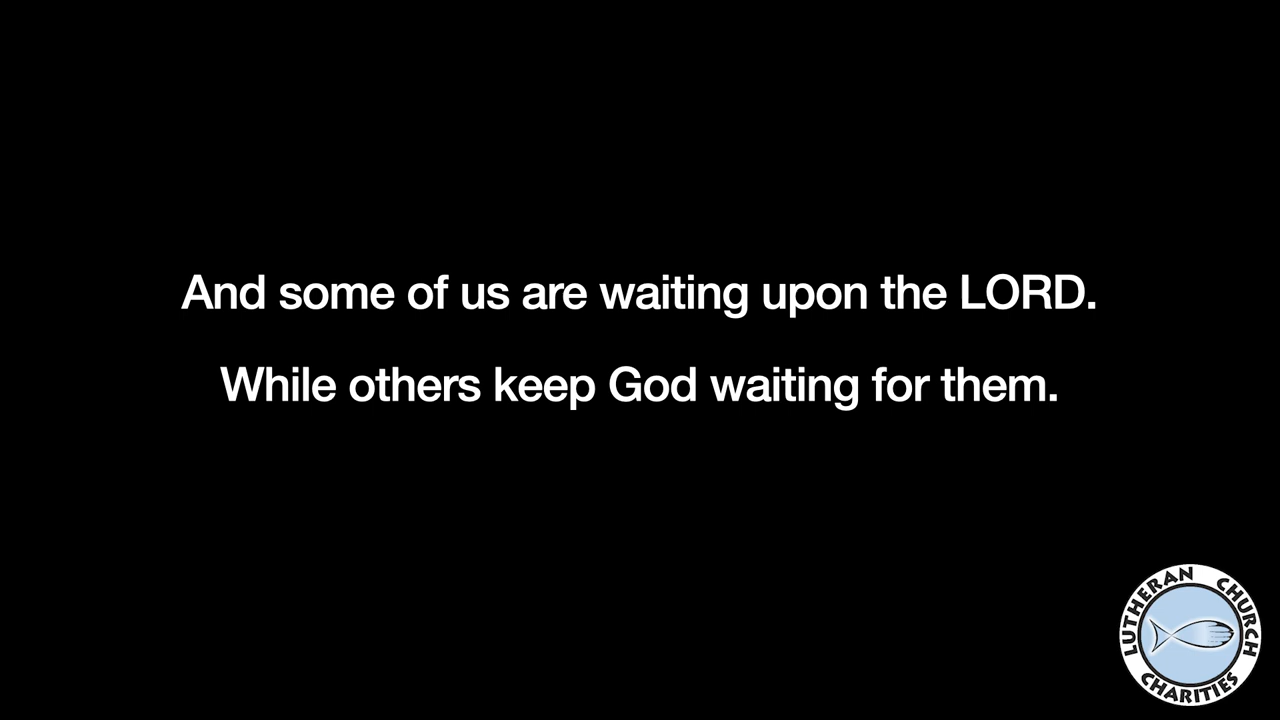 And some of us are waiting upon the LORD.
While others keep God waiting for them.
LUTHERAN CHURCH
CHARITIES